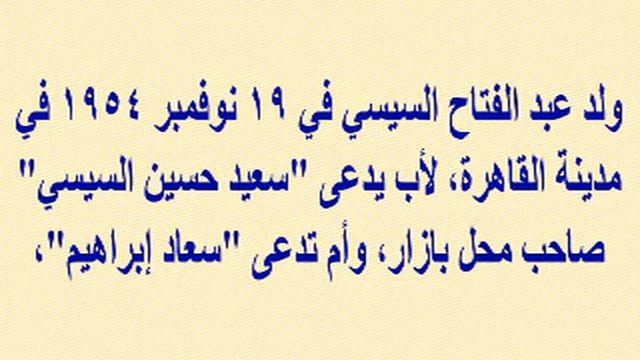 ولد عبد الفتاح السيسي في ١٩ نوفمبر ١٩٥٤ في
مدينة القاهرة، لأب يدعى "سعيد حسين السيسي"
صاحب محل بازار، وأم تدعى "سعاد إبراهيم"،